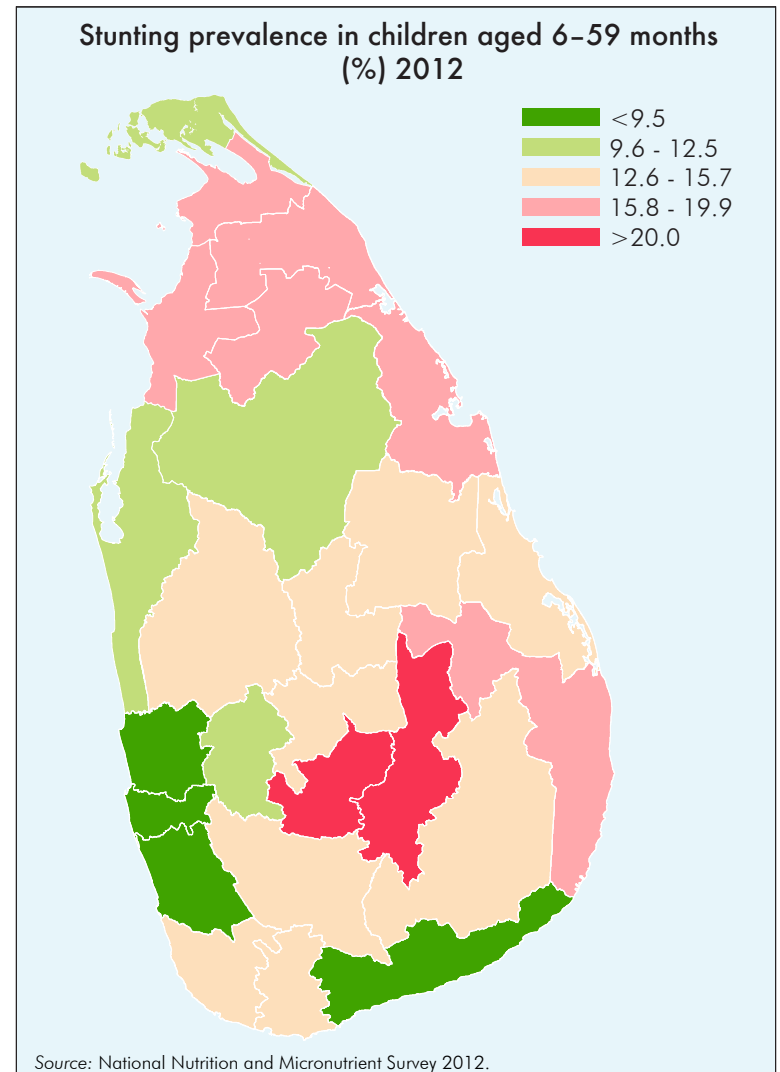 Stunting prevalence in children aged 6–59 months
(%) 2012
<9.5
9.6 - 12.5
12.6 - 15.7
15.8 - 19.9
>20.0
Source: National Nutrition and Micronutrient Survey 2012.